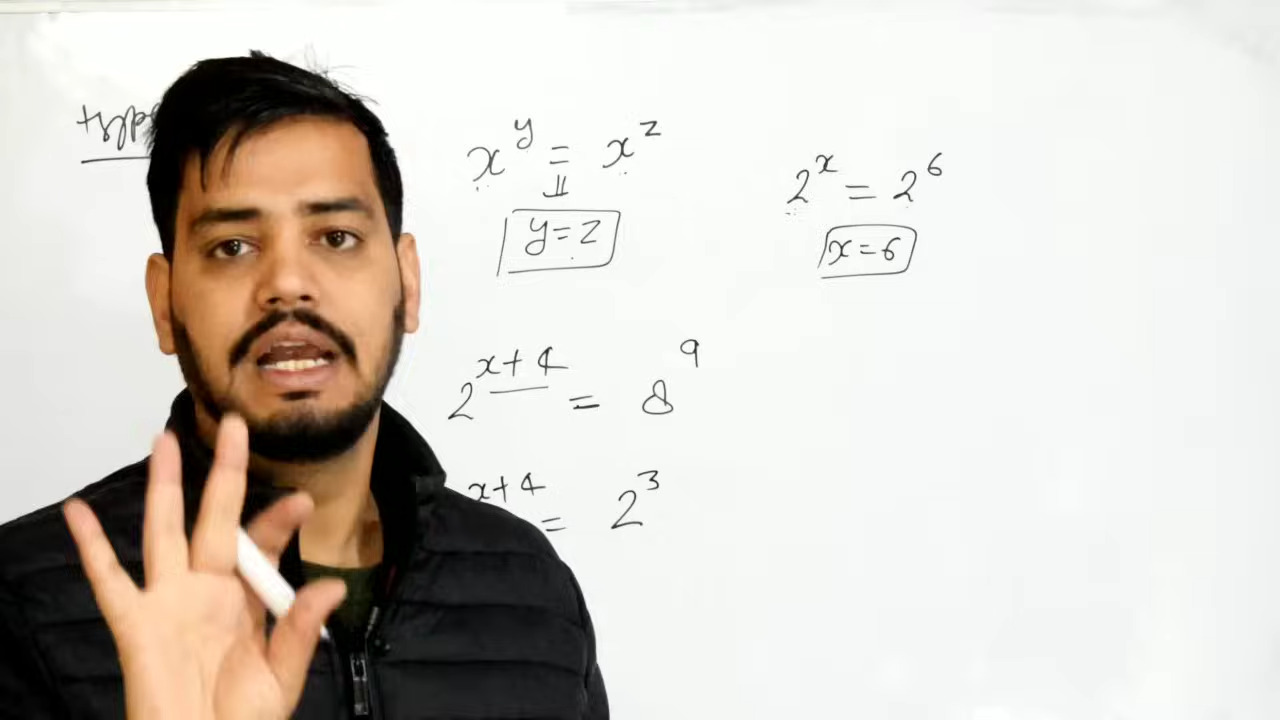 x^y = x^z
⇓
y = z
2^x = 2^6
x = 6
2^(x+4) = 8^9
x+4 = 2^3